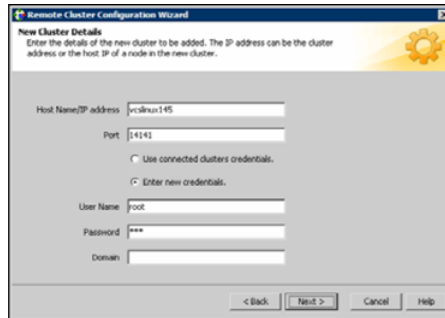 Remote Cluster Configuration Wizard
New Cluster Details
Enter the details of the new cluster to be added. The IP address can be the cluster
address or the host IP of a node in the new cluster.
Host Name/IP address vcslinux145
Port 14141
Use connected clusters credentials.
Enter new credentials.
User Name root
Password ***
Domain
< Back Next > Cancel Help